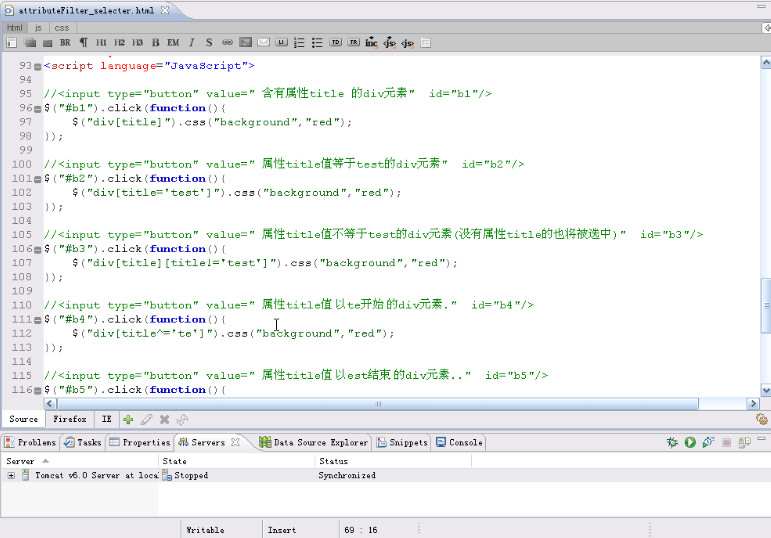 attributeFilter_selecter.html
html js css
BR ¶ H1 H2 H3 B EM I S LI TD TR inc js js
93 <script language="JavaScript">
94
95 //<input type="button" value=" 含有属性title 的div元素" id="b1"/>
96 $("#b1").click(function(){
97 $("div[title]").css("background","red");
98 });
99
100 //<input type="button" value=" 属性title值等于test的div元素" id="b2"/>
101 $("#b2").click(function(){
102 $("div[title='test']").css("background","red");
103 });
104
105 //<input type="button" value=" 属性title值不等于test的div元素(没有属性title的也将被选中)" id="b3"/>
106 $("#b3").click(function(){
107 $("div[title][title!='test']").css("background","red");
108 });
109
110 //<input type="button" value=" 属性title值 以te开始 的div元素." id="b4"/>
111 $("#b4").click(function(){
112 $("div[title^='te']").css("background","red");
113 });
114
115 //<input type="button" value=" 属性title值 以est结束 的div元素.." id="b5"/>
116 $("#b5").click(function(){
Source Firefox IE
Problems Tasks Properties Servers Data Source Explorer Snippets Console
Server State Status
Tomcat v6.0 Server at loca Stopped Synchronized
Writable Insert 69 : 16